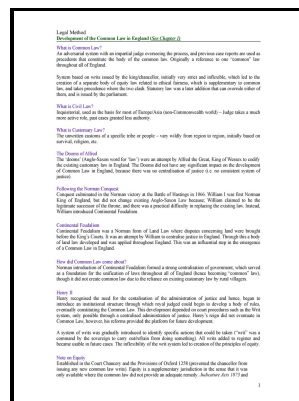 Legal Method
Development of the Common Law in England (See Chapter 1)
What is Common Law?
An adversarial system with an impartial judge overseeing the process, and previous case reports are used as
precedents that constitute the body of the common law. Originally a reference to one "common" law
throughout all of England.
System based on writs issued by the king/chancellor; initially very strict and inflexible, which led to the
creation of a separate body of equity law related to ethical fairness, which is supplementary to common
law, and takes precedence where the two clash. Statutory law was a later addition that can override either of
them, and is issued by the parliament.
What is Civil Law?
Inquisitorial, used as the basis for most of Europe/Asia (non-Commonwealth world) – Judge takes a much
more active role, past cases granted less authority.
What is Customary Law?
The unwritten customs of a specific tribe or people – vary wildly from region to region, initially based on
survival, religion, etc.
The Dooms of Alfred
The 'dooms' (Anglo-Saxon word for 'law') were an attempt by Alfred the Great, King of Wessex to codify
the existing customary law in England. The Dooms did not have any significant impact on the development
of Common Law in England, because there was no centralisation of justice (i.e. no consistent system of
justice).
Following the Norman Conquest
Conquest culminated in the Norman victory at the Battle of Hastings in 1066. William I was first Norman
King of England, but did not change existing Anglo-Saxon Law because; William claimed to be the
legitimate successor of the throne; and there was a practical difficulty in replacing the existing law. Instead,
William introduced Continental Feudalism.
Continental Feudalism
Continental Feudalism was a Norman form of Land Law where disputes concerning land were brought
before the King's Courts. It was an attempt by William to centralise justice in England. Through this a body
of land law developed and was applied throughout England. This was an influential step in the emergence
of a Common Law in England.
How did Common Law come about?
Norman introduction of Continental Feudalism formed a strong centralisation of government, which served
as a foundation for the unification of laws throughout all of England (hence becoming "common" law),
though it did not create common law due to the reliance on existing customary law by rural villagers.
Henry II
Henry recognised the need for the centralisation of the administration of justice and hence, began to
introduce an institutional structure through which royal judged could begin to develop a body of rules,
eventually constituting the Common Law. This development depended on court procedures such as the Writ
system, only possible through a centralised administration of justice. Henry's reign did not eventuate in
Common Law, however, his reforms provided the platform for future development.
A system of writs was gradually introduced to identify specific actions that could be taken ("writ" was a
command by the sovereign to carry out/refrain from doing something). All writs added to register and
became usable in future cases. The inflexibility of the writ system led to creation of the principles of equity.
Note on Equity
Established in the Court Chancery and the Provisions of Oxford 1258 (prevented the chancellor from
issuing any new common law writs). Equity is a supplementary jurisdiction in the sense that it was
only available where the common law did not provide an adequate remedy. Judicature Acts 1873 and
1